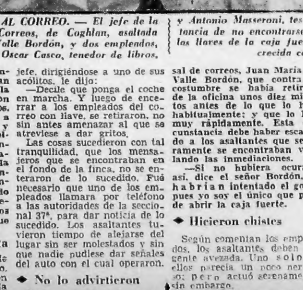 AL CORREO. — El jefe de la
Correos, de Coghlan, asaltada
Valle Bordón, y dos empleados,
Oscar Casco, tenedor de libros,
y Antonio Masseroni, tes
tancia de no encontrarse
las llaves de la caja fue
crecida c
jefe, dirigiéndose a uno de sus
acólitos, le dijo:
—Decile que ponga el coche
en marcha. Y luego de ence-
rrar a los empleados del co-
rreo con llave, se retiraron, no
sin antes amenazar al que se
atreviese a dar gritos.
Las cosas sucedieron con tal
tranquilidad, que los mensa-
jeros que se encontraban en
el fondo de la finca, no se en-
teraron de lo sucedido. Fué
necesario que uno de los em-
pleados llamara por teléfono
a las autoridades de la seccio-
nal 37ª, para dar noticia de lo
sucedido. Los asaltantes tu-
vieron tiempo de alejarse del
lugar sin ser molestados y sin
que nadie pudiese dar señales
del auto con el cual operaron.
◆ No lo advirtieron
sal de correos, Juan María
Valle Bordón, que contra
costumbre se había retir
de la oficina unos diez mi
tos antes de lo que lo h
habitualmente; y que lo h
muy rápidamente. Esta
cunstancia debe haber esca
do a los asaltantes que se
ramente se encontraban v
lando las inmediaciones.
—Si no hubiera ocur
así, dice el señor Bordón,
habrían intentado el go
pues yo soy el único que p
de abrir la caja fuerte.
◆ Hicieron chistes
Según comentan los emp
dos, los asaltantes deben
gente avezada. Uno solo
ellos parecía un poco ner
so; pero actuó serename
sin embargo.